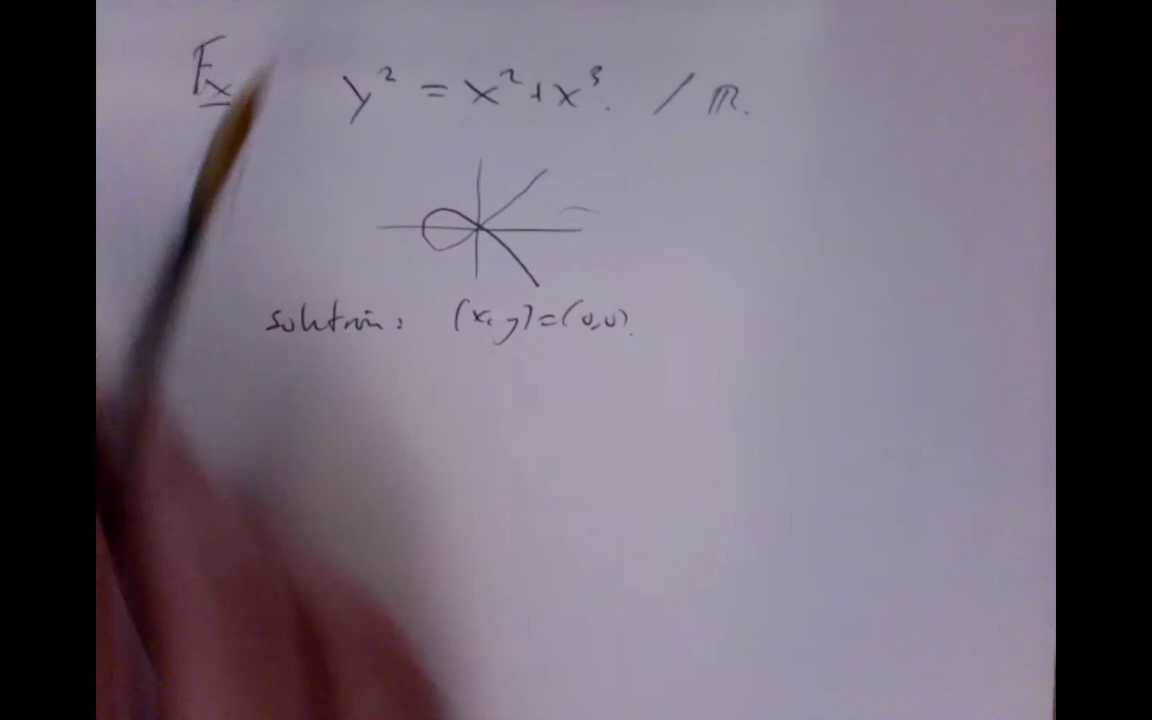 Ex y² = x² + x³. / ℝ.
solution: (x, y) = (0,0).